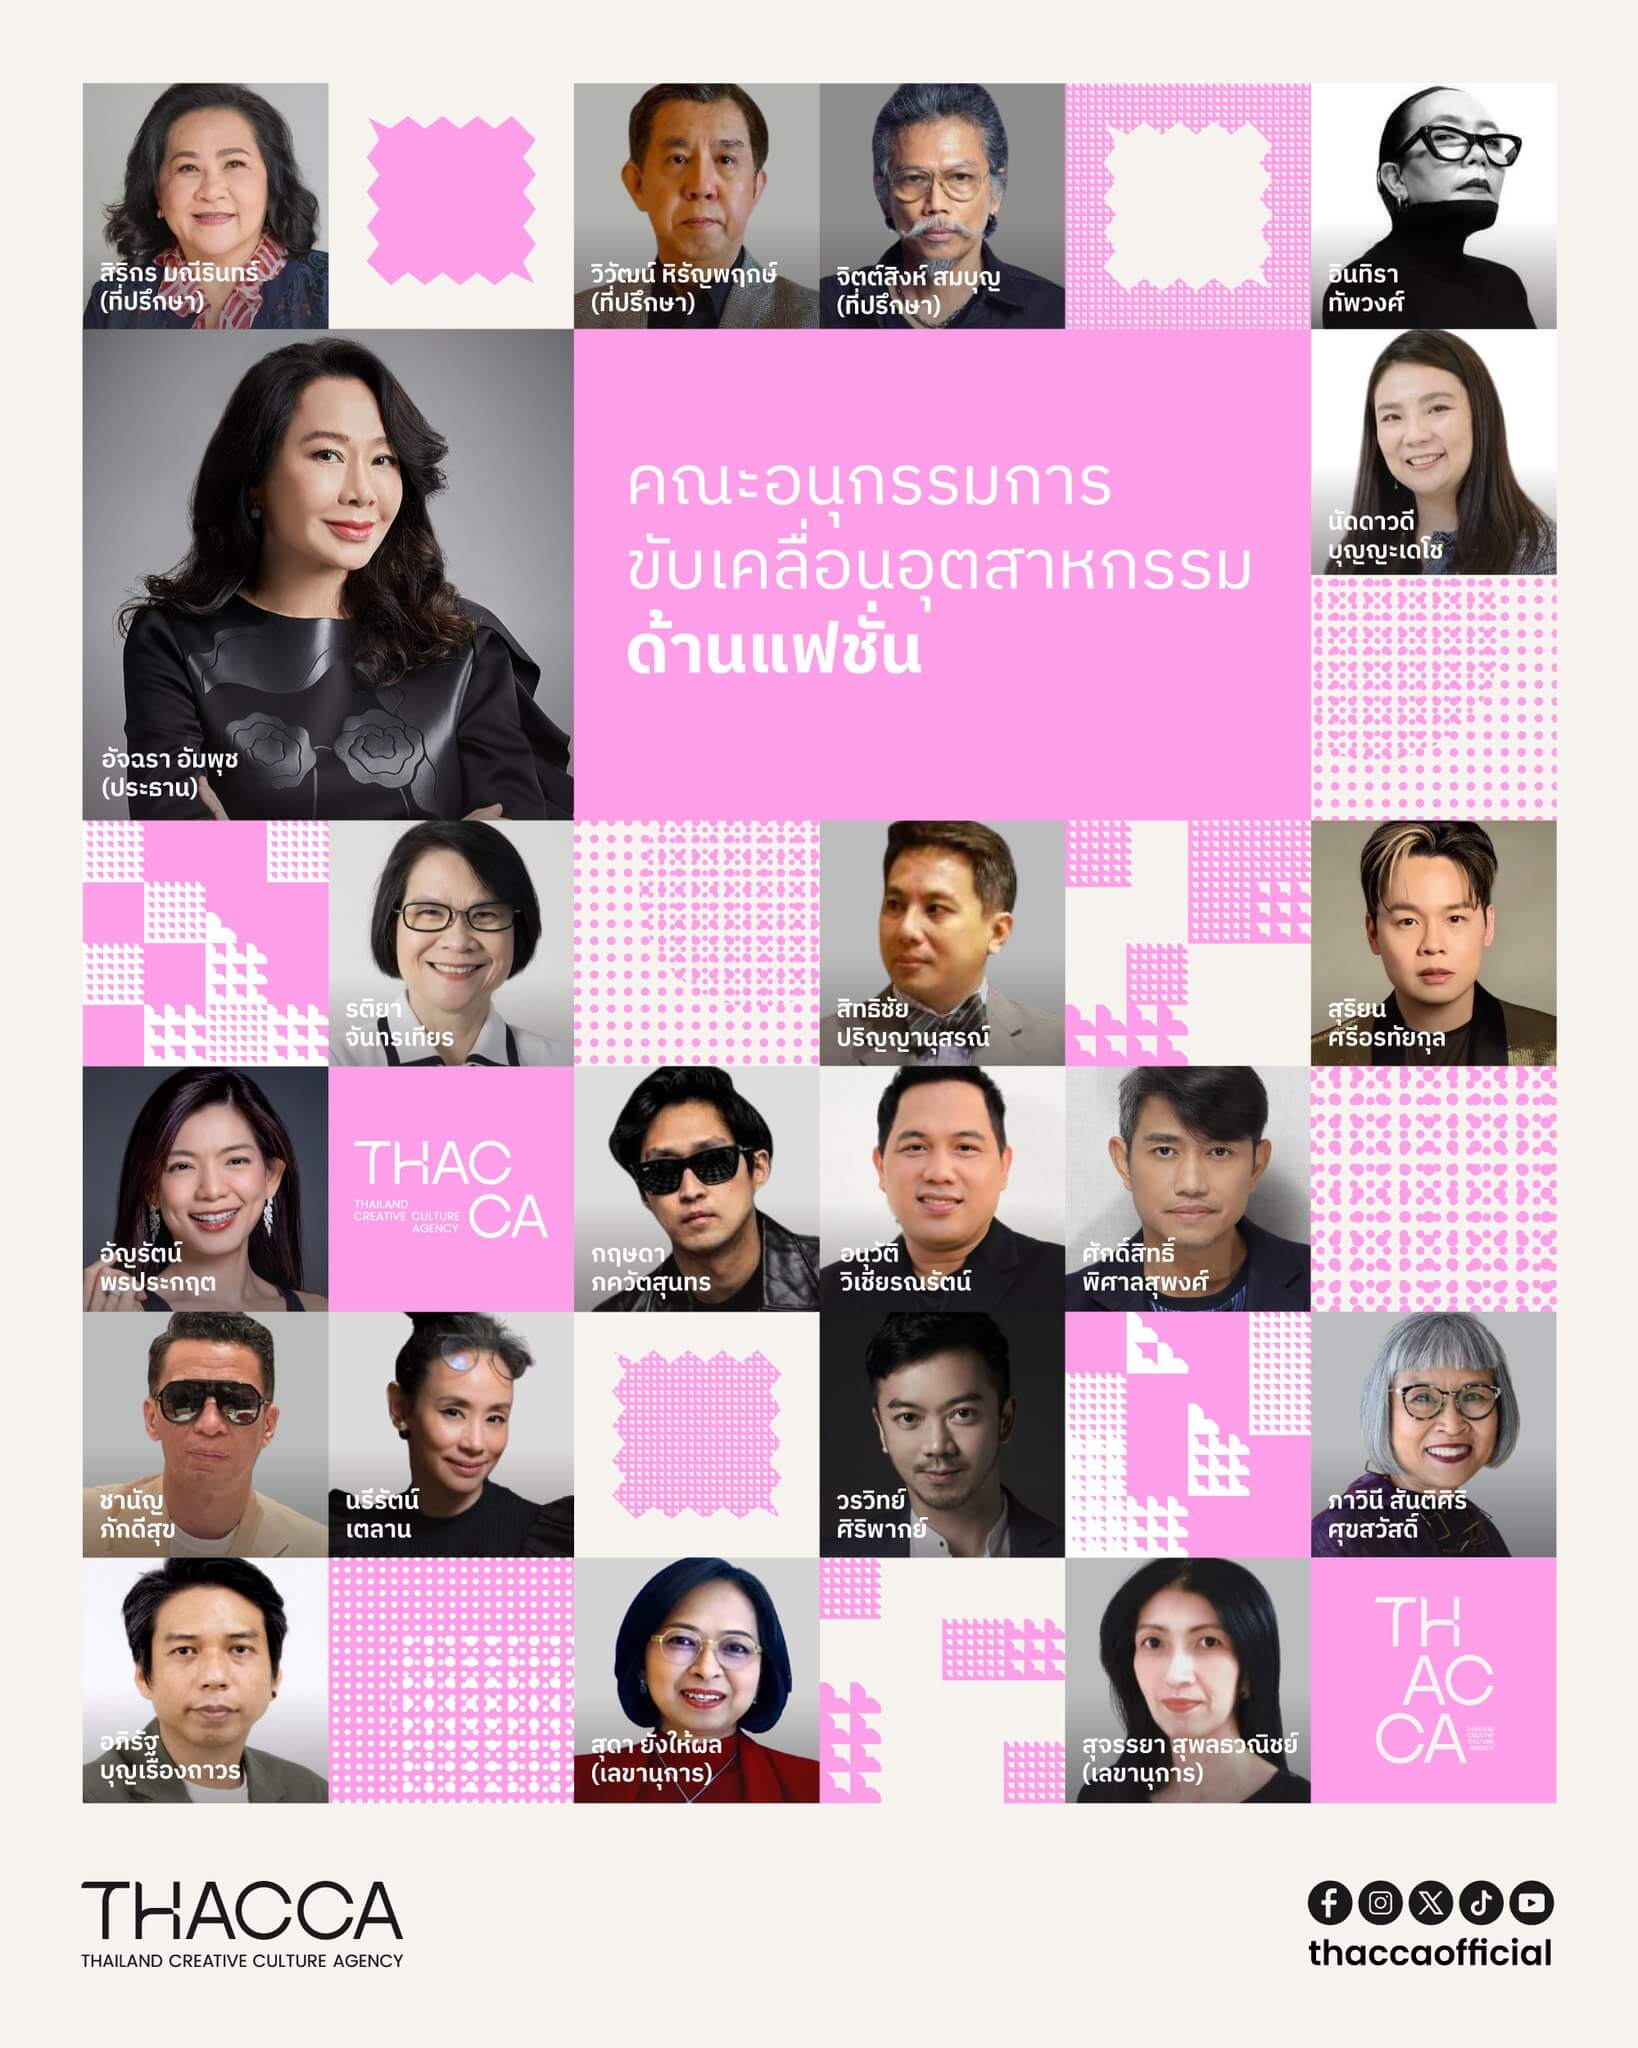 สิริกร มณีรินทร์
(ที่ปรึกษา)
วิวัฒน์ หิรัญพฤกษ์
(ที่ปรึกษา)
จิตต์สิงห์ สมบุญ
(ที่ปรึกษา)
อินทิรา
ทัพวงศ์
อัจฉรา อัมพุช
(ประธาน)
คณะอนุกรรมการ
ขับเคลื่อนอุตสาหกรรม
ด้านแฟชั่น
นัดดาวดี
บุญญะเดโช
รติยา
จันทรเทียร
สิทธิชัย
ปริญญานุสรณ์
สุริยน
ศรีอรทัยกุล
อัญรัตน์
พรประกฤต
THAC
CA
THAILAND
CREATIVE CULTURE
AGENCY
กฤษดา
ภควัตสุนทร
อนุวัติ
วิเชียรณรัตน์
ศักดิ์สิทธิ์
พิศาลสุพงศ์
ชานัญ
ภักดีสุข
นรีรัตน์
เตลาน
วรวิทย์
ศิริพากย์
ภาวินี สันติศิริ
ศุขสวัสดิ์
อภิรัฐ
บุญเรืองถาวร
สุดา ยังให้ผล
(เลขานุการ)
สุจรรยา สุพลธวณิชย์
(เลขานุการ)
TH
AC
CA
THAILAND
CREATIVE
CULTURE
AGENCY
THACCA
THAILAND CREATIVE CULTURE AGENCY
thaccaofficial